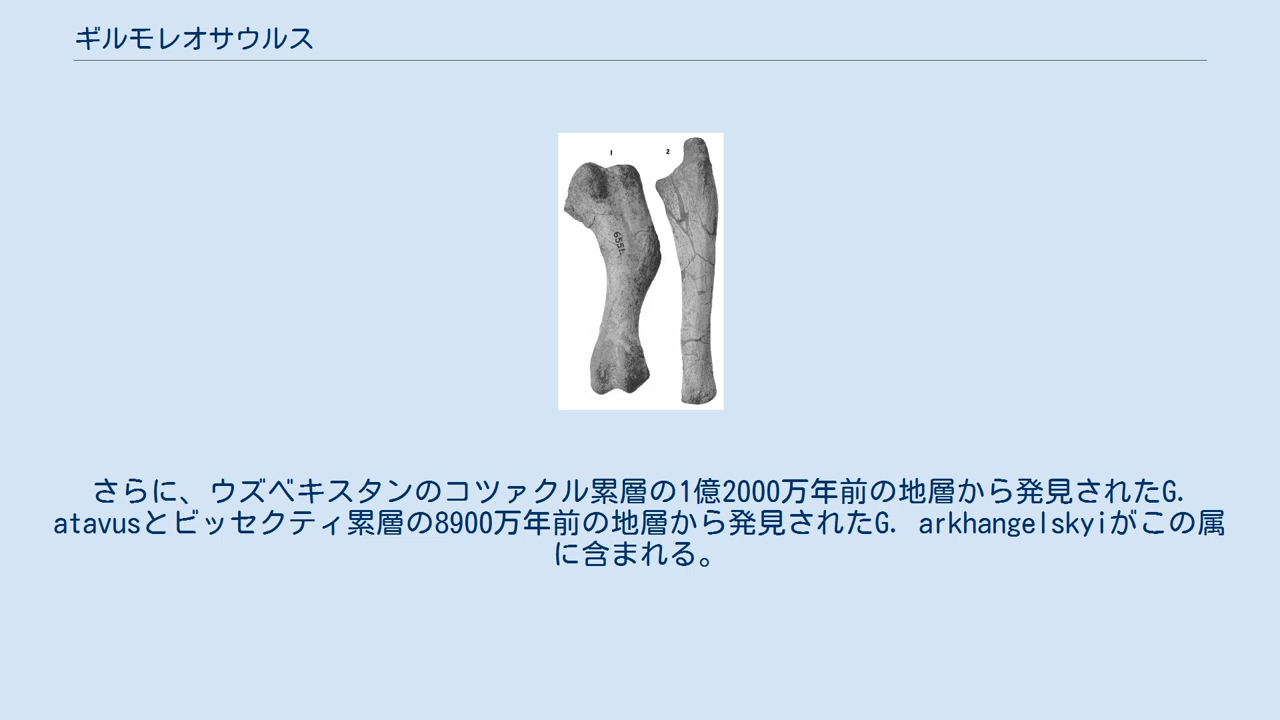 ギルモレオサウルス
1 2
6551
さらに、ウズベキスタンのコツァクル累層の1億2000万年前の地層から発見されたG.
atavusとビッセクティ累層の8900万年前の地層から発見されたG. arkhangelskyiがこの属
に含まれる。